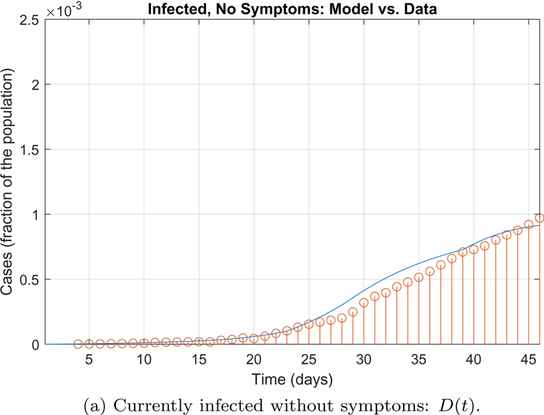 Infected, No Symptoms: Model vs. Data
×10⁻³
2.5
2
1.5
1
0.5
0
Cases (fraction of the population)
5 10 15 20 25 30 35 40 45
Time (days)
(a) Currently infected without symptoms: D(t).